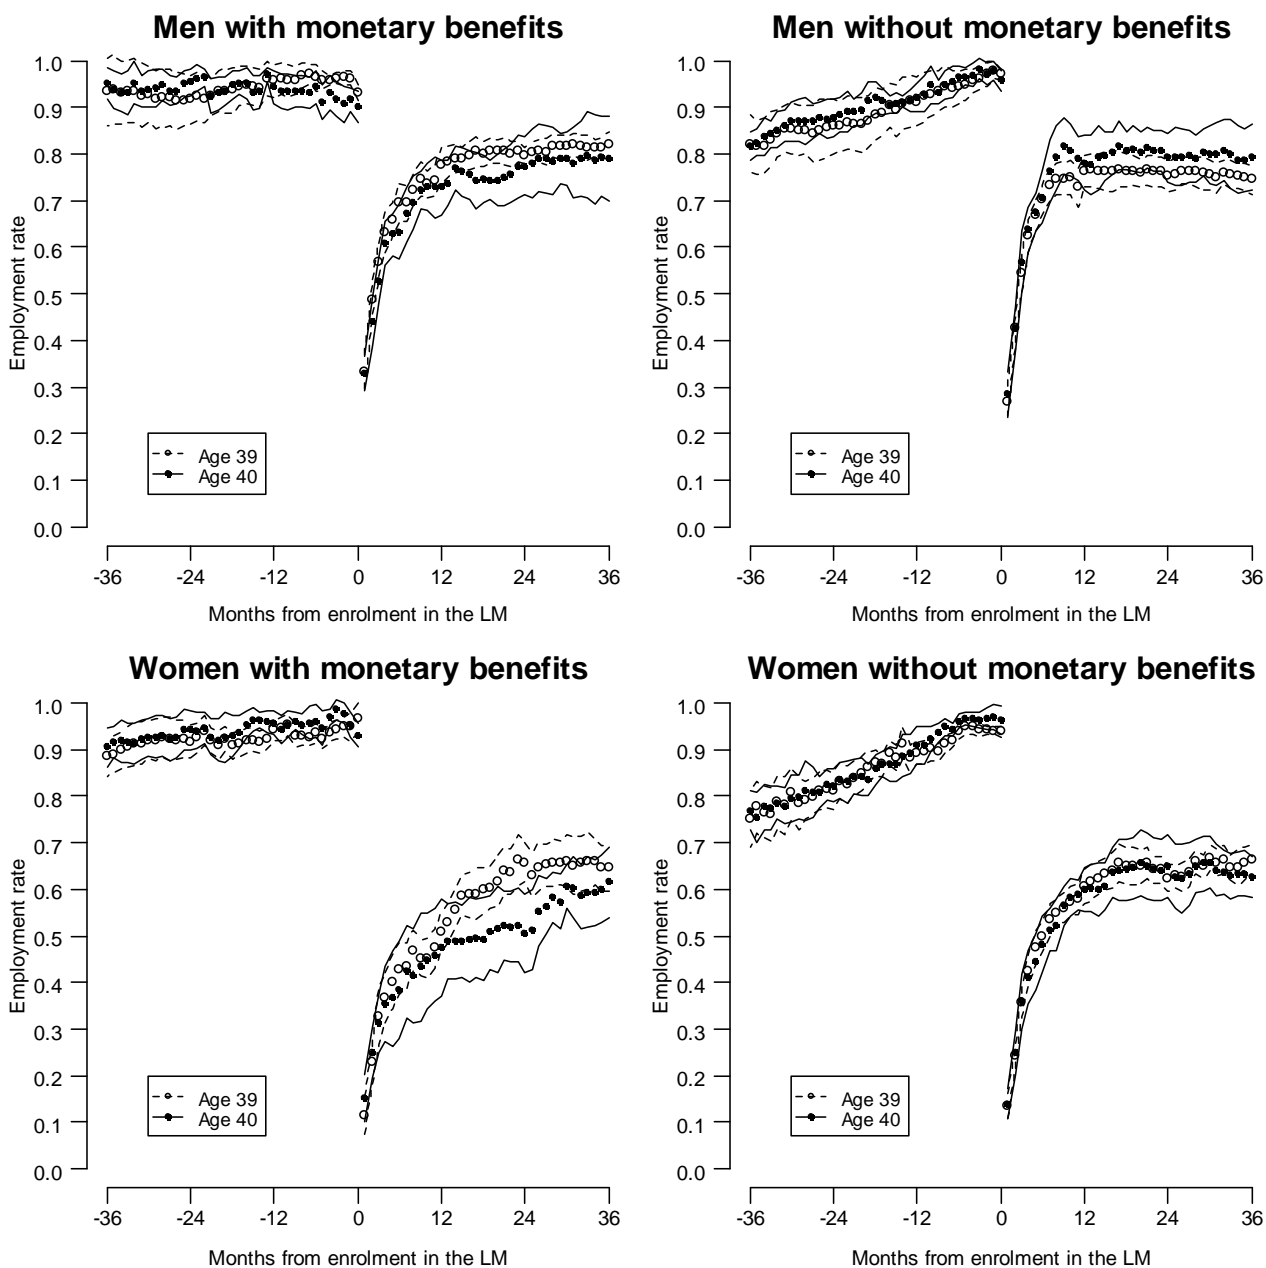 Men with monetary benefits
Employment rate
1.0
0.9
0.8
0.7
0.6
0.5
0.4
0.3
0.2
0.1
0.0
Age 39
Age 40
-36 -24 -12 0 12 24 36
Months from enrolment in the LM
Men without monetary benefits
Employment rate
1.0
0.9
0.8
0.7
0.6
0.5
0.4
0.3
0.2
0.1
0.0
Age 39
Age 40
-36 -24 -12 0 12 24 36
Months from enrolment in the LM
Women with monetary benefits
Employment rate
1.0
0.9
0.8
0.7
0.6
0.5
0.4
0.3
0.2
0.1
0.0
Age 39
Age 40
-36 -24 -12 0 12 24 36
Months from enrolment in the LM
Women without monetary benefits
Employment rate
1.0
0.9
0.8
0.7
0.6
0.5
0.4
0.3
0.2
0.1
0.0
Age 39
Age 40
-36 -24 -12 0 12 24 36
Months from enrolment in the LM